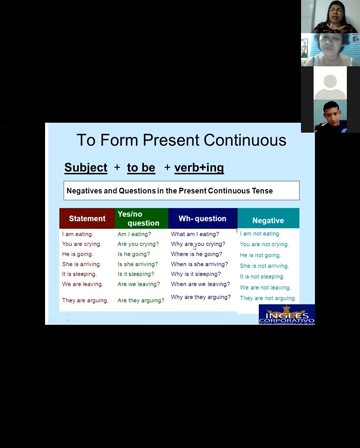 To Form Present Continuous
Subject + to be + verb+ing
Negatives and Questions in the Present Continuous Tense
Statement Yes/no question Wh- question Negative
I am eating. Am I eating? What am I eating? I am not eating.
You are crying. Are you crying? Why are you crying? You are not crying.
He is going. Is he going? Where is he going? He is not going.
She is arriving. Is she arriving? When is she arriving? She is not arriving.
It is sleeping. Is it sleeping? Why is it sleeping? It is not sleeping.
We are leaving. Are we leaving? When are we leaving? We are not leaving.
They are arguing. Are they arguing? Why are they arguing? They are not arguing.
INGLÉS
CORPORATIVO